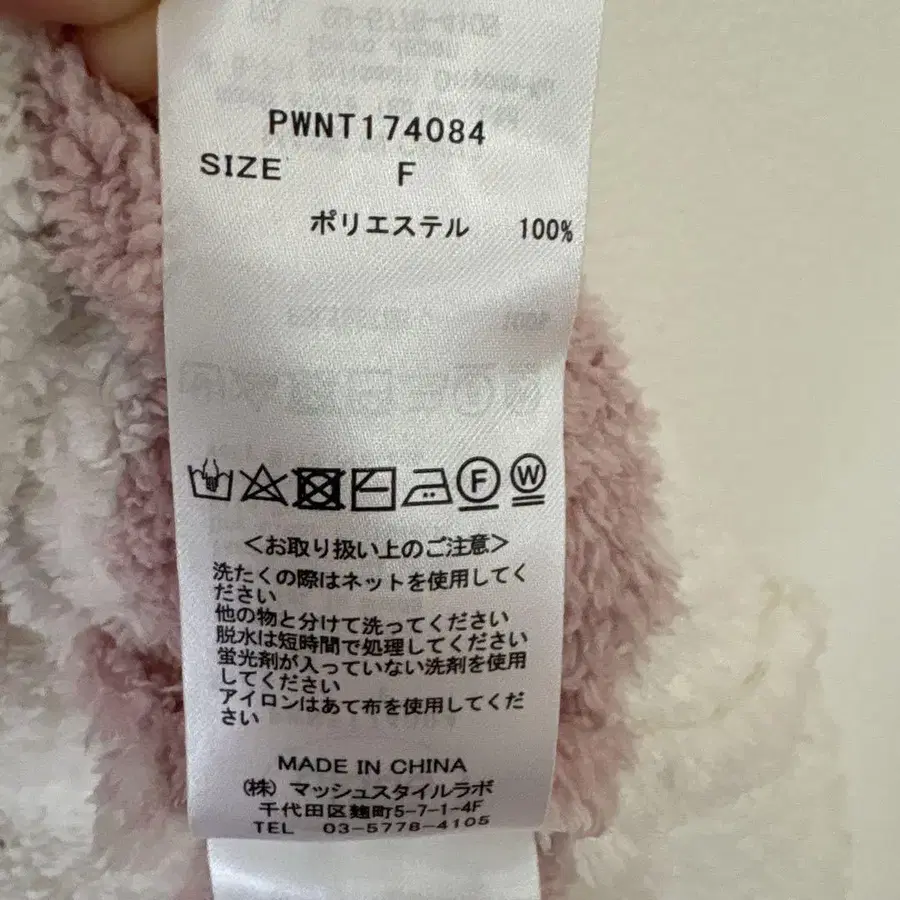 PWNT174084
SIZE F
ポリエステル 100%
F W
<お取り扱い上のご注意>
洗たくの際はネットを使用してく
ださい
他の物と分けて洗ってください
脱水は短時間で処理してください
蛍光剤が入っていない洗剤を使用
してください
アイロンはあて布を使用してくだ
さい
MADE IN CHINA
(株) マッシュスタイルラボ
千代田区麹町5-7-1-4F
TEL 03-5778-4105